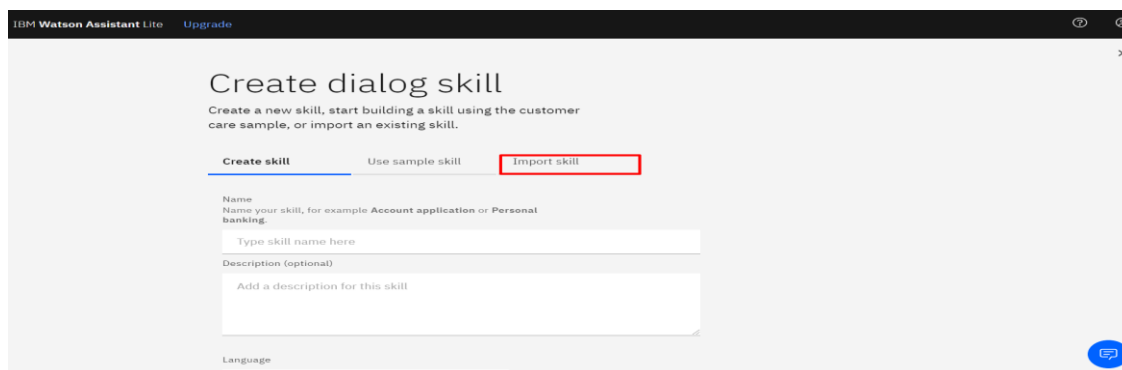 IBM Watson Assistant Lite Upgrade
Create dialog skill
Create a new skill, start building a skill using the customer
care sample, or import an existing skill.
Create skill Use sample skill Import skill
Name
Name your skill, for example Account application or Personal
banking.
Type skill name here
Description (optional)
Add a description for this skill
Language